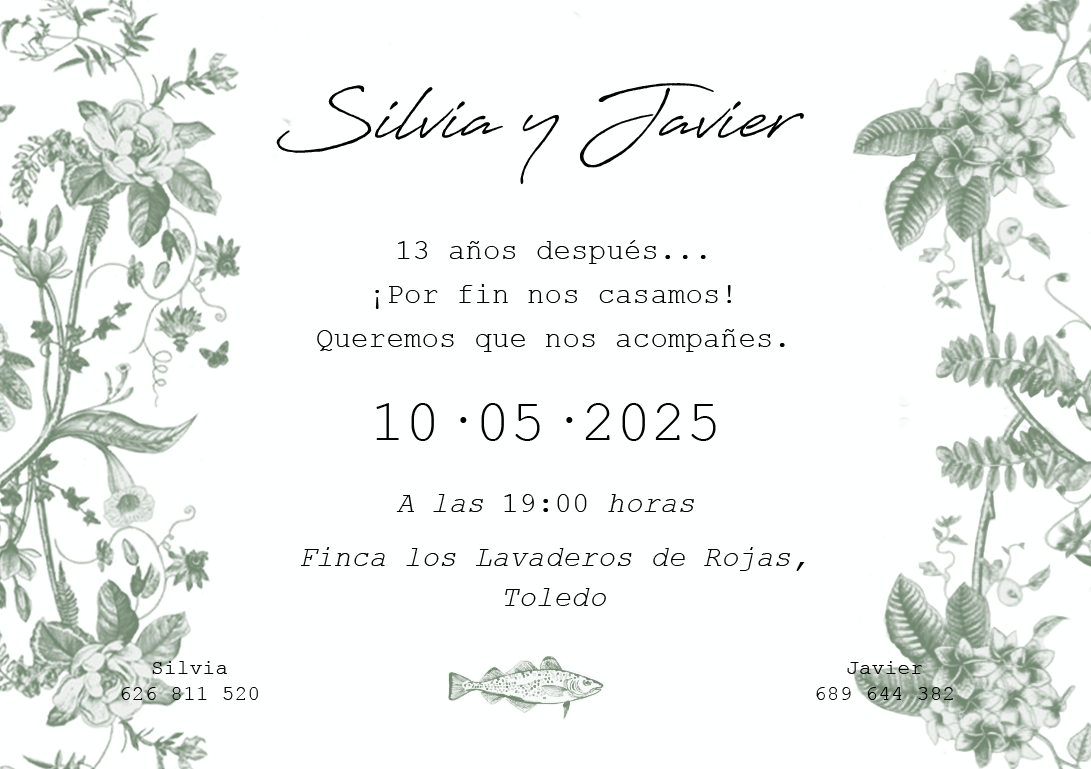 Silvia y Javier
13 años después...
¡Por fin nos casamos!
Queremos que nos acompañes.
10·05·2025
A las 19:00 horas
Finca los Lavaderos de Rojas,
Toledo
Silvia
626 811 520
Javier
689 644 382